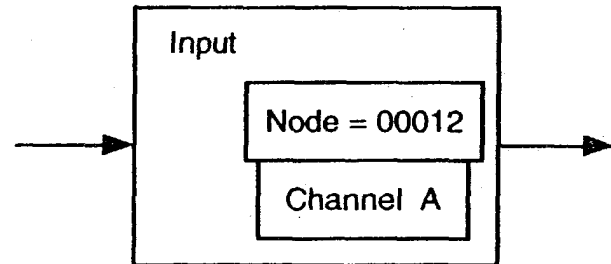 Input
Node = 00012
Channel A